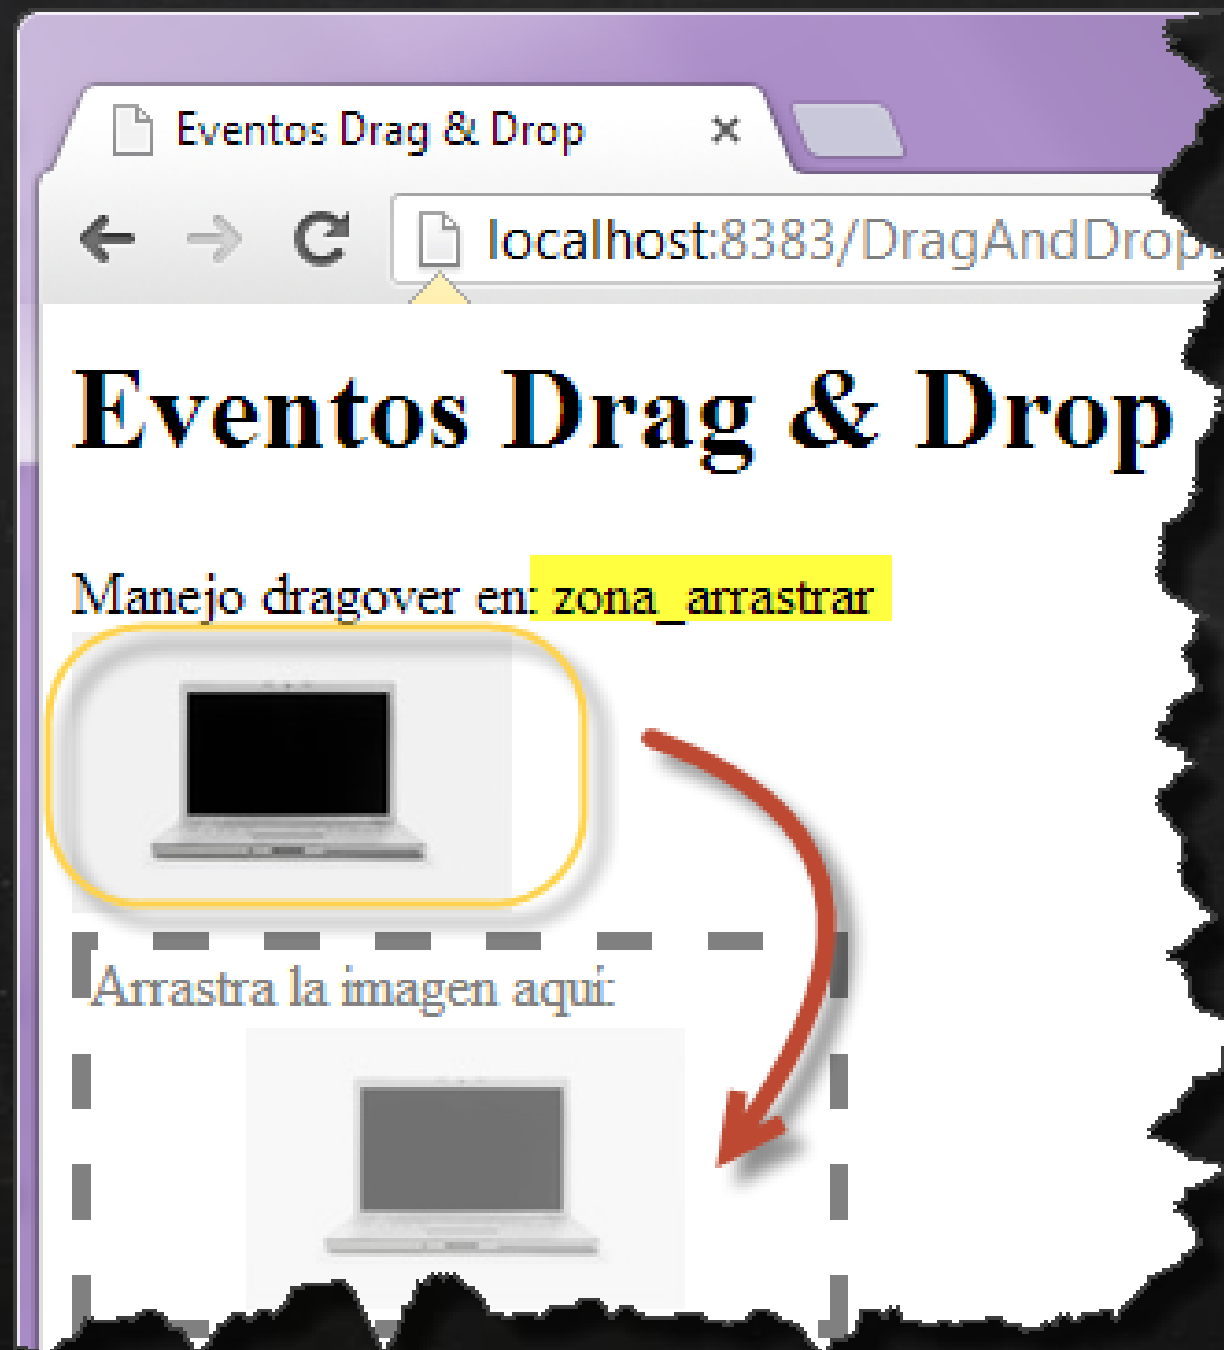 Eventos Drag & Drop
localhost:8383/DragAndDrop
Eventos Drag & Drop
Manejo dragover en: zona_arrastrar
Arrastra la imagen aquí: